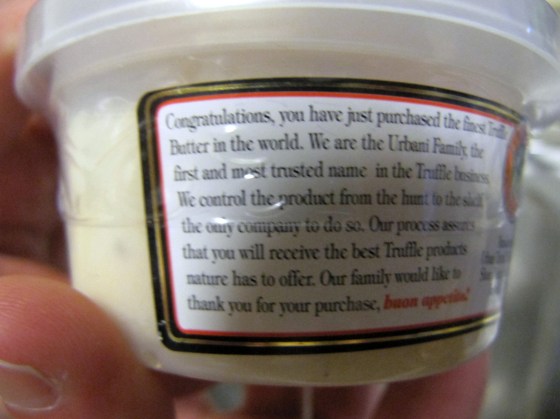 Congratulations, you have just purchased the finest Truffle
Butter in the world. We are the Urbani Family, the
first and most trusted name in the Truffle business.
We control the product from the hunt to the
the only company to do so. Our process assures
that you will receive the best Truffle products
nature has to offer. Our family would like to
thank you for your purchase, buon appetito!